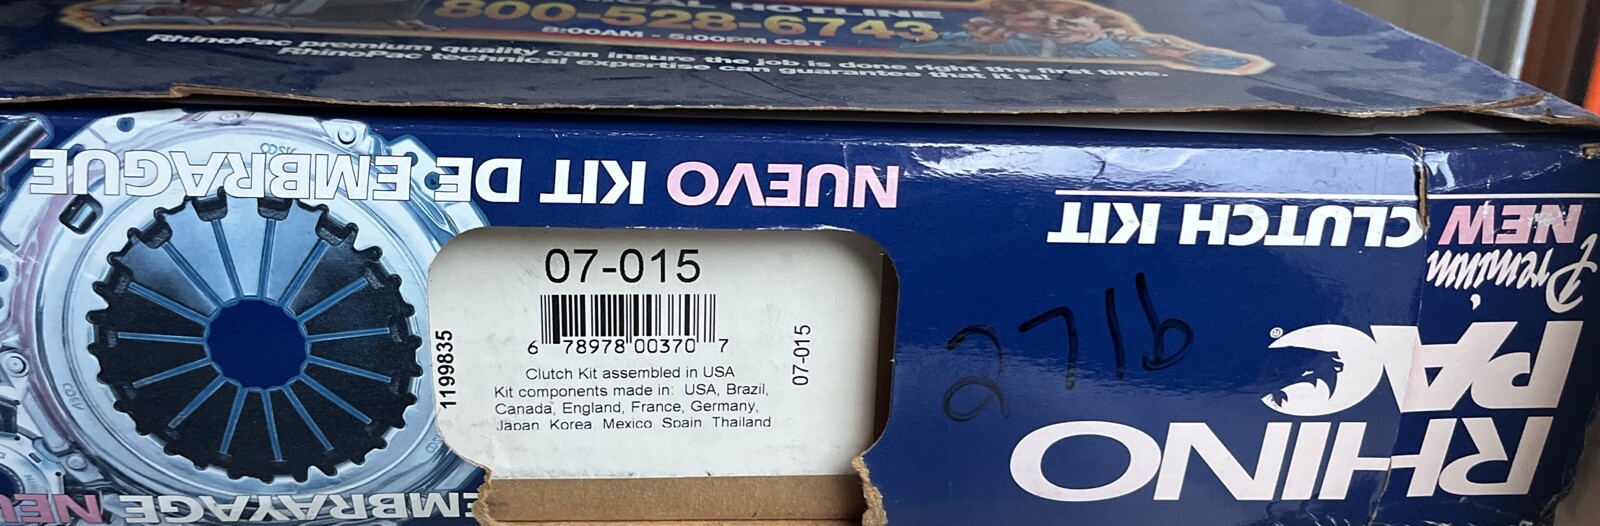 HOTLINE
800-528-6743
8:00AM - 5:00PM CST
RhinoPac premium quality can insure the job is done right the first time.
RhinoPac technical expertise can guarantee that it is!
NUEVO KIT DE EMBRAGUE
07-015
6 78978 00370 7
1199835
07-015
Clutch Kit assembled in USA
Kit components made in: USA, Brazil,
Canada, England, France, Germany,
Japan, Korea, Mexico, Spain, Thailand
27lb
Premium
NEW CLUTCH KIT
RHINO
PAC
EMBRAYAGE